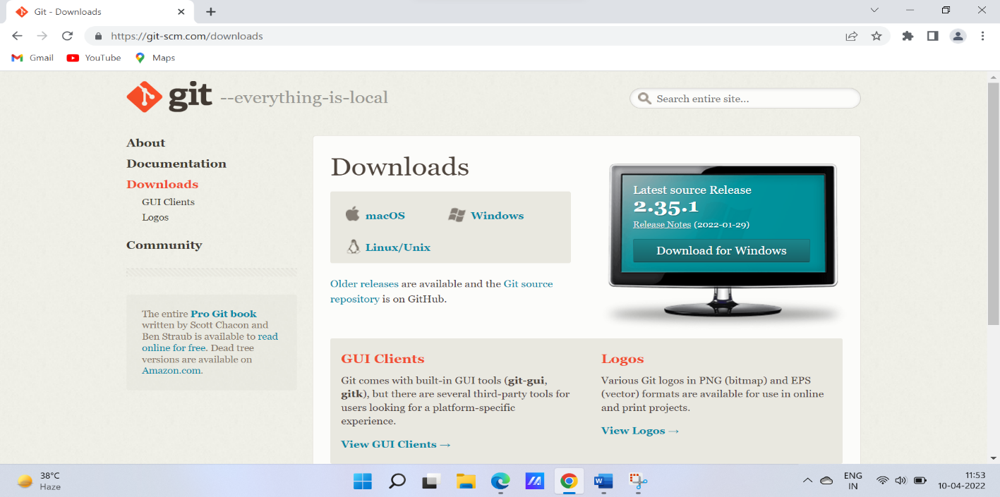 Git - Downloads
https://git-scm.com/downloads
Gmail
YouTube
Maps
git --everything-is-local
Search entire site...
About
Documentation
Downloads
GUI Clients
Logos
Community
The entire Pro Git book
written by Scott Chacon and
Ben Straub is available to read
online for free. Dead tree
versions are available on
Amazon.com.
Downloads
macOS
Windows
Linux/Unix
Older releases are available and the Git source
repository is on GitHub.
Latest source Release
2.35.1
Release Notes (2022-01-29)
Download for Windows
GUI Clients
Git comes with built-in GUI tools (git-gui,
gitk), but there are several third-party tools for
users looking for a platform-specific
experience.
View GUI Clients →
Logos
Various Git logos in PNG (bitmap) and EPS
(vector) formats are available for use in online
and print projects.
View Logos →
38°C
Haze
ENG
IN
11:53
10-04-2022